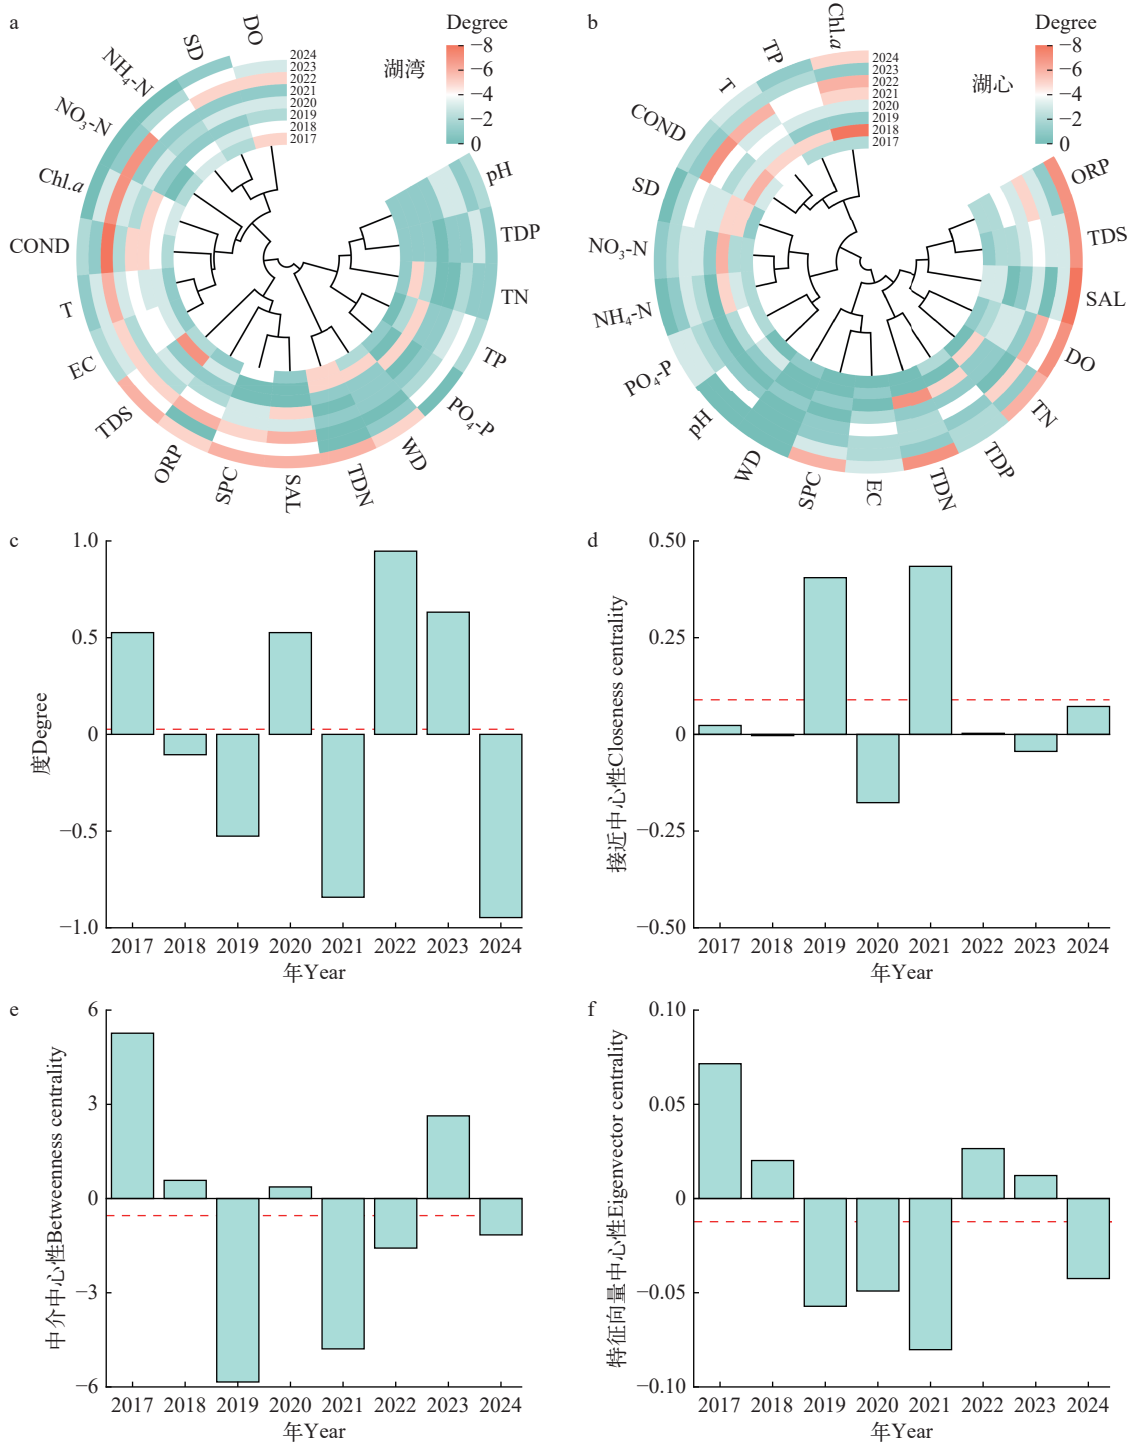 a
湖湾
Degree
−8
−6
−4
−2
0
2024
2023
2022
2021
2020
2019
2018
2017
DO
SD
NH₄-N
NO₃-N
Chl.a
COND
T
EC
TDS
ORP
SPC
SAL
TDN
WD
PO₄-P
TP
TN
TDP
pH
b
湖心
Degree
−8
−6
−4
−2
0
2024
2023
2022
2021
2020
2019
2018
2017
Chl.a
TP
T
COND
SD
NO₃-N
NH₄-N
PO₄-P
pH
WD
SPC
EC
TDN
TDP
TN
DO
SAL
TDS
ORP
c
度Degree
1.0
0.5
0
−0.5
−1.0
2017 2018 2019 2020 2021 2022 2023 2024
年Year
d
接近中心性Closeness centrality
0.50
0.25
0
−0.25
−0.50
2017 2018 2019 2020 2021 2022 2023 2024
年Year
e
中介中心性Betweenness centrality
6
3
0
−3
−6
2017 2018 2019 2020 2021 2022 2023 2024
年Year
f
特征向量中心性Eigenvector centrality
0.10
0.05
0
−0.05
−0.10
2017 2018 2019 2020 2021 2022 2023 2024
年Year